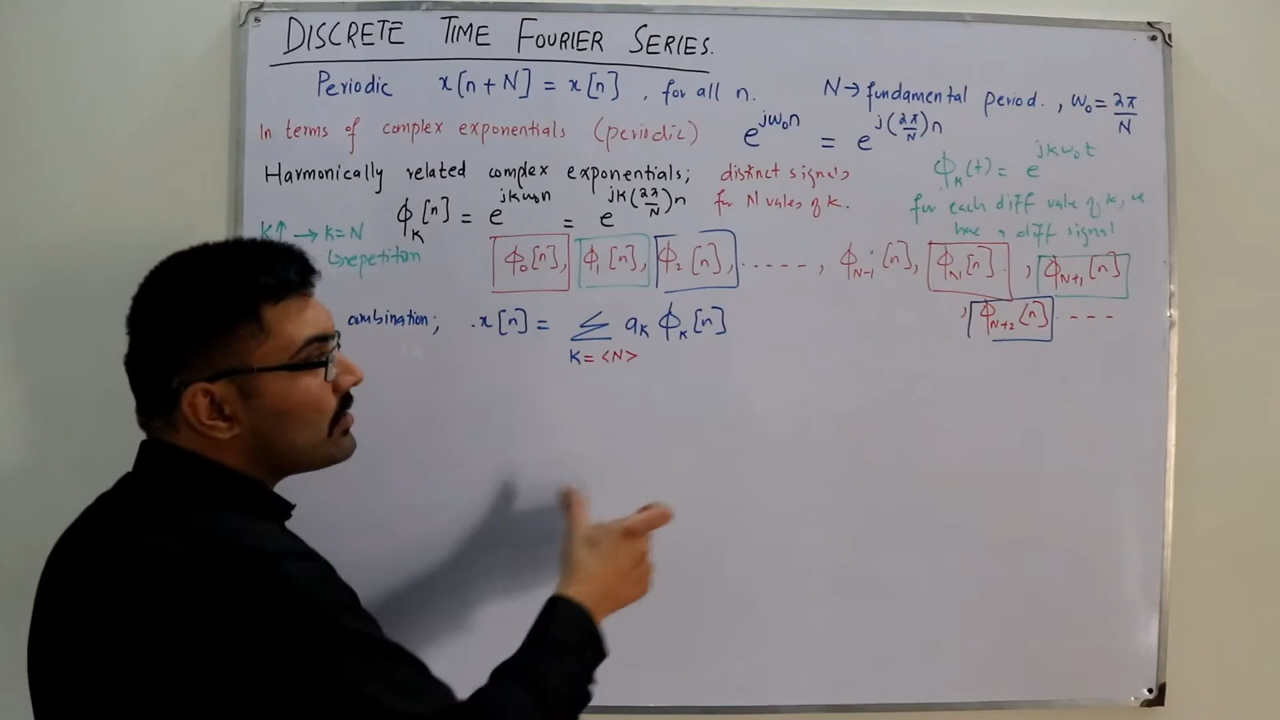 DISCRETE TIME FOURIER SERIES.
Periodic x[n+N] = x[n] , for all n. N → fundamental period. , ω₀ = 2π/N
In terms of complex exponentials (periodic) e^{jω₀n} = e^{j(2π/N)n}
Harmonically related complex exponentials; distinct signals
for N vales of k.
ϕ_K[n] = e^{jkω₀n} = e^{jk(2π/N)n}
ϕ_K(t) = e^{jkω₀t}
for each diff value of k, we
have a diff signal
K↑ → K=N
↳repetition
ϕ₀[n], ϕ₁[n], ϕ₂[n], ....., ϕ_{N-1}[n], ϕ_N[n] , ϕ_{N+1}[n]
, ϕ_{N+2}[n] ----
combination; x[n] = Σ a_K ϕ_K[n]
K=<N>